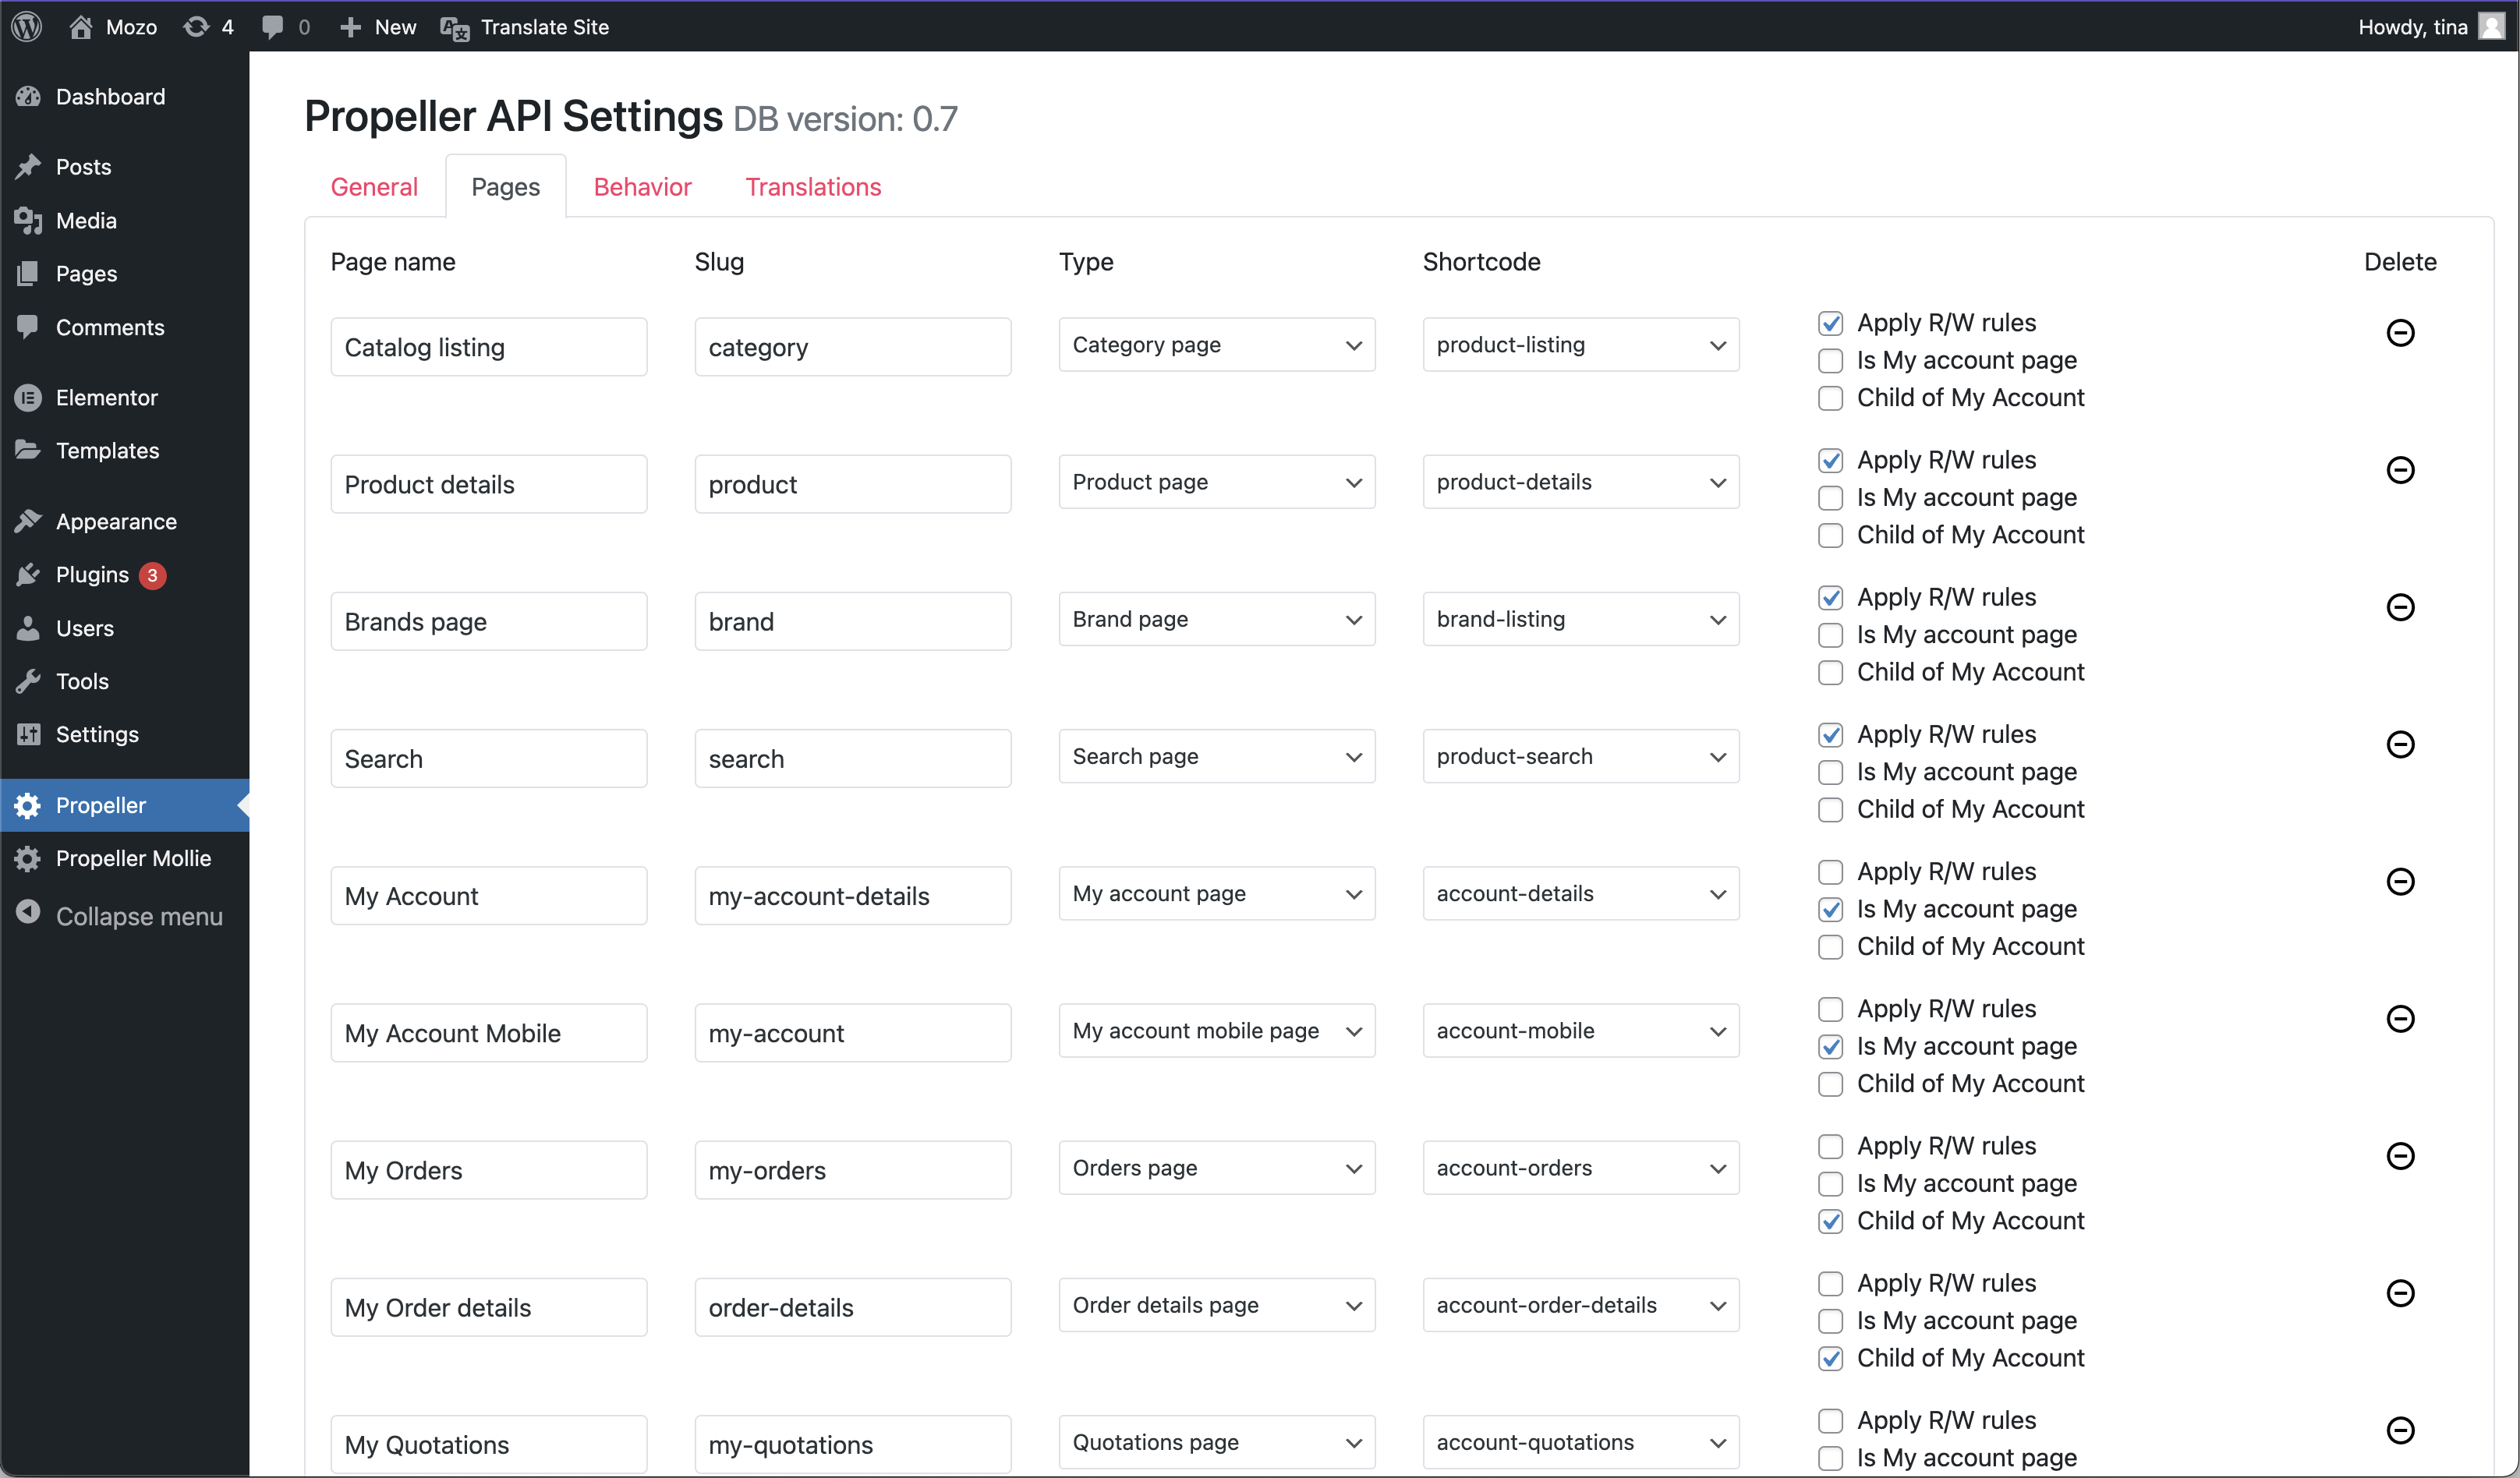 Mozo 4 0 New Translate Site Howdy, tina
Dashboard
Posts
Media
Pages
Comments
Elementor
Templates
Appearance
Plugins 3
Users
Tools
Settings
Propeller
Propeller Mollie
Collapse menu
Propeller API Settings DB version: 0.7
General Pages Behavior Translations
Page name Slug Type Shortcode Delete
Catalog listing category Category page product-listing
Apply R/W rules
Is My account page
Child of My Account
Product details product Product page product-details
Apply R/W rules
Is My account page
Child of My Account
Brands page brand Brand page brand-listing
Apply R/W rules
Is My account page
Child of My Account
Search search Search page product-search
Apply R/W rules
Is My account page
Child of My Account
My Account my-account-details My account page account-details
Apply R/W rules
Is My account page
Child of My Account
My Account Mobile my-account My account mobile page account-mobile
Apply R/W rules
Is My account page
Child of My Account
My Orders my-orders Orders page account-orders
Apply R/W rules
Is My account page
Child of My Account
My Order details order-details Order details page account-order-details
Apply R/W rules
Is My account page
Child of My Account
My Quotations my-quotations Quotations page account-quotations
Apply R/W rules
Is My account page